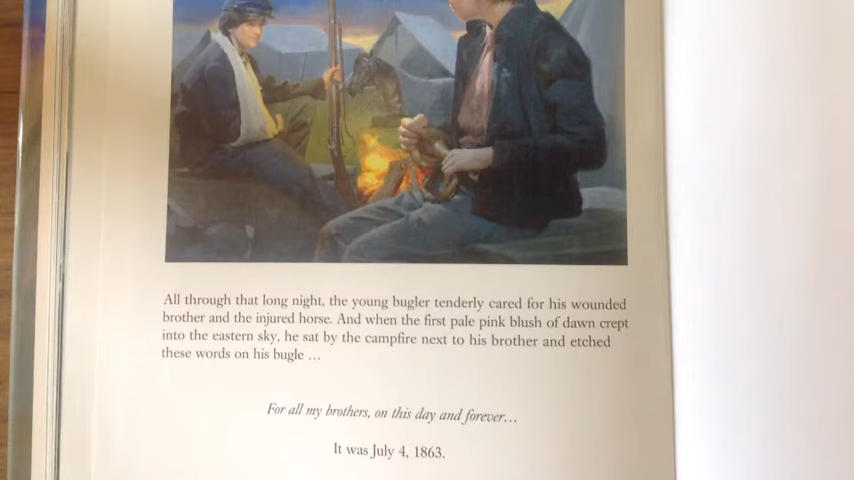 All through that long night, the young bugler tenderly cared for his wounded
brother and the injured horse. And when the first pale pink blush of dawn crept
into the eastern sky, he sat by the campfire next to his brother and etched
these words on his bugle …
For all my brothers, on this day and forever…
It was July 4, 1863.